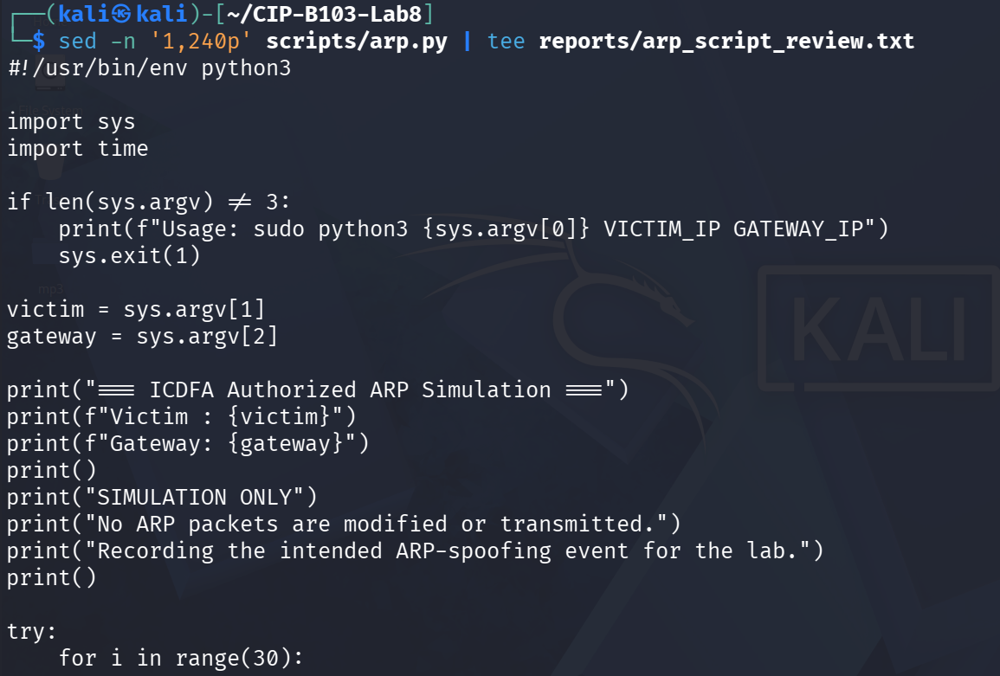 ┌──(kali㉿kali)-[~/CIP-B103-Lab8]
└─$ sed -n '1,240p' scripts/arp.py | tee reports/arp_script_review.txt
#!/usr/bin/env python3

import sys
import time

if len(sys.argv) != 3:
    print(f"Usage: sudo python3 {sys.argv[0]} VICTIM_IP GATEWAY_IP")
    sys.exit(1)

victim = sys.argv[1]
gateway = sys.argv[2]

print("=== ICDFA Authorized ARP Simulation ===")
print(f"Victim : {victim}")
print(f"Gateway: {gateway}")
print()
print("SIMULATION ONLY")
print("No ARP packets are modified or transmitted.")
print("Recording the intended ARP-spoofing event for the lab.")
print()

try:
    for i in range(30):
KALI
mp3